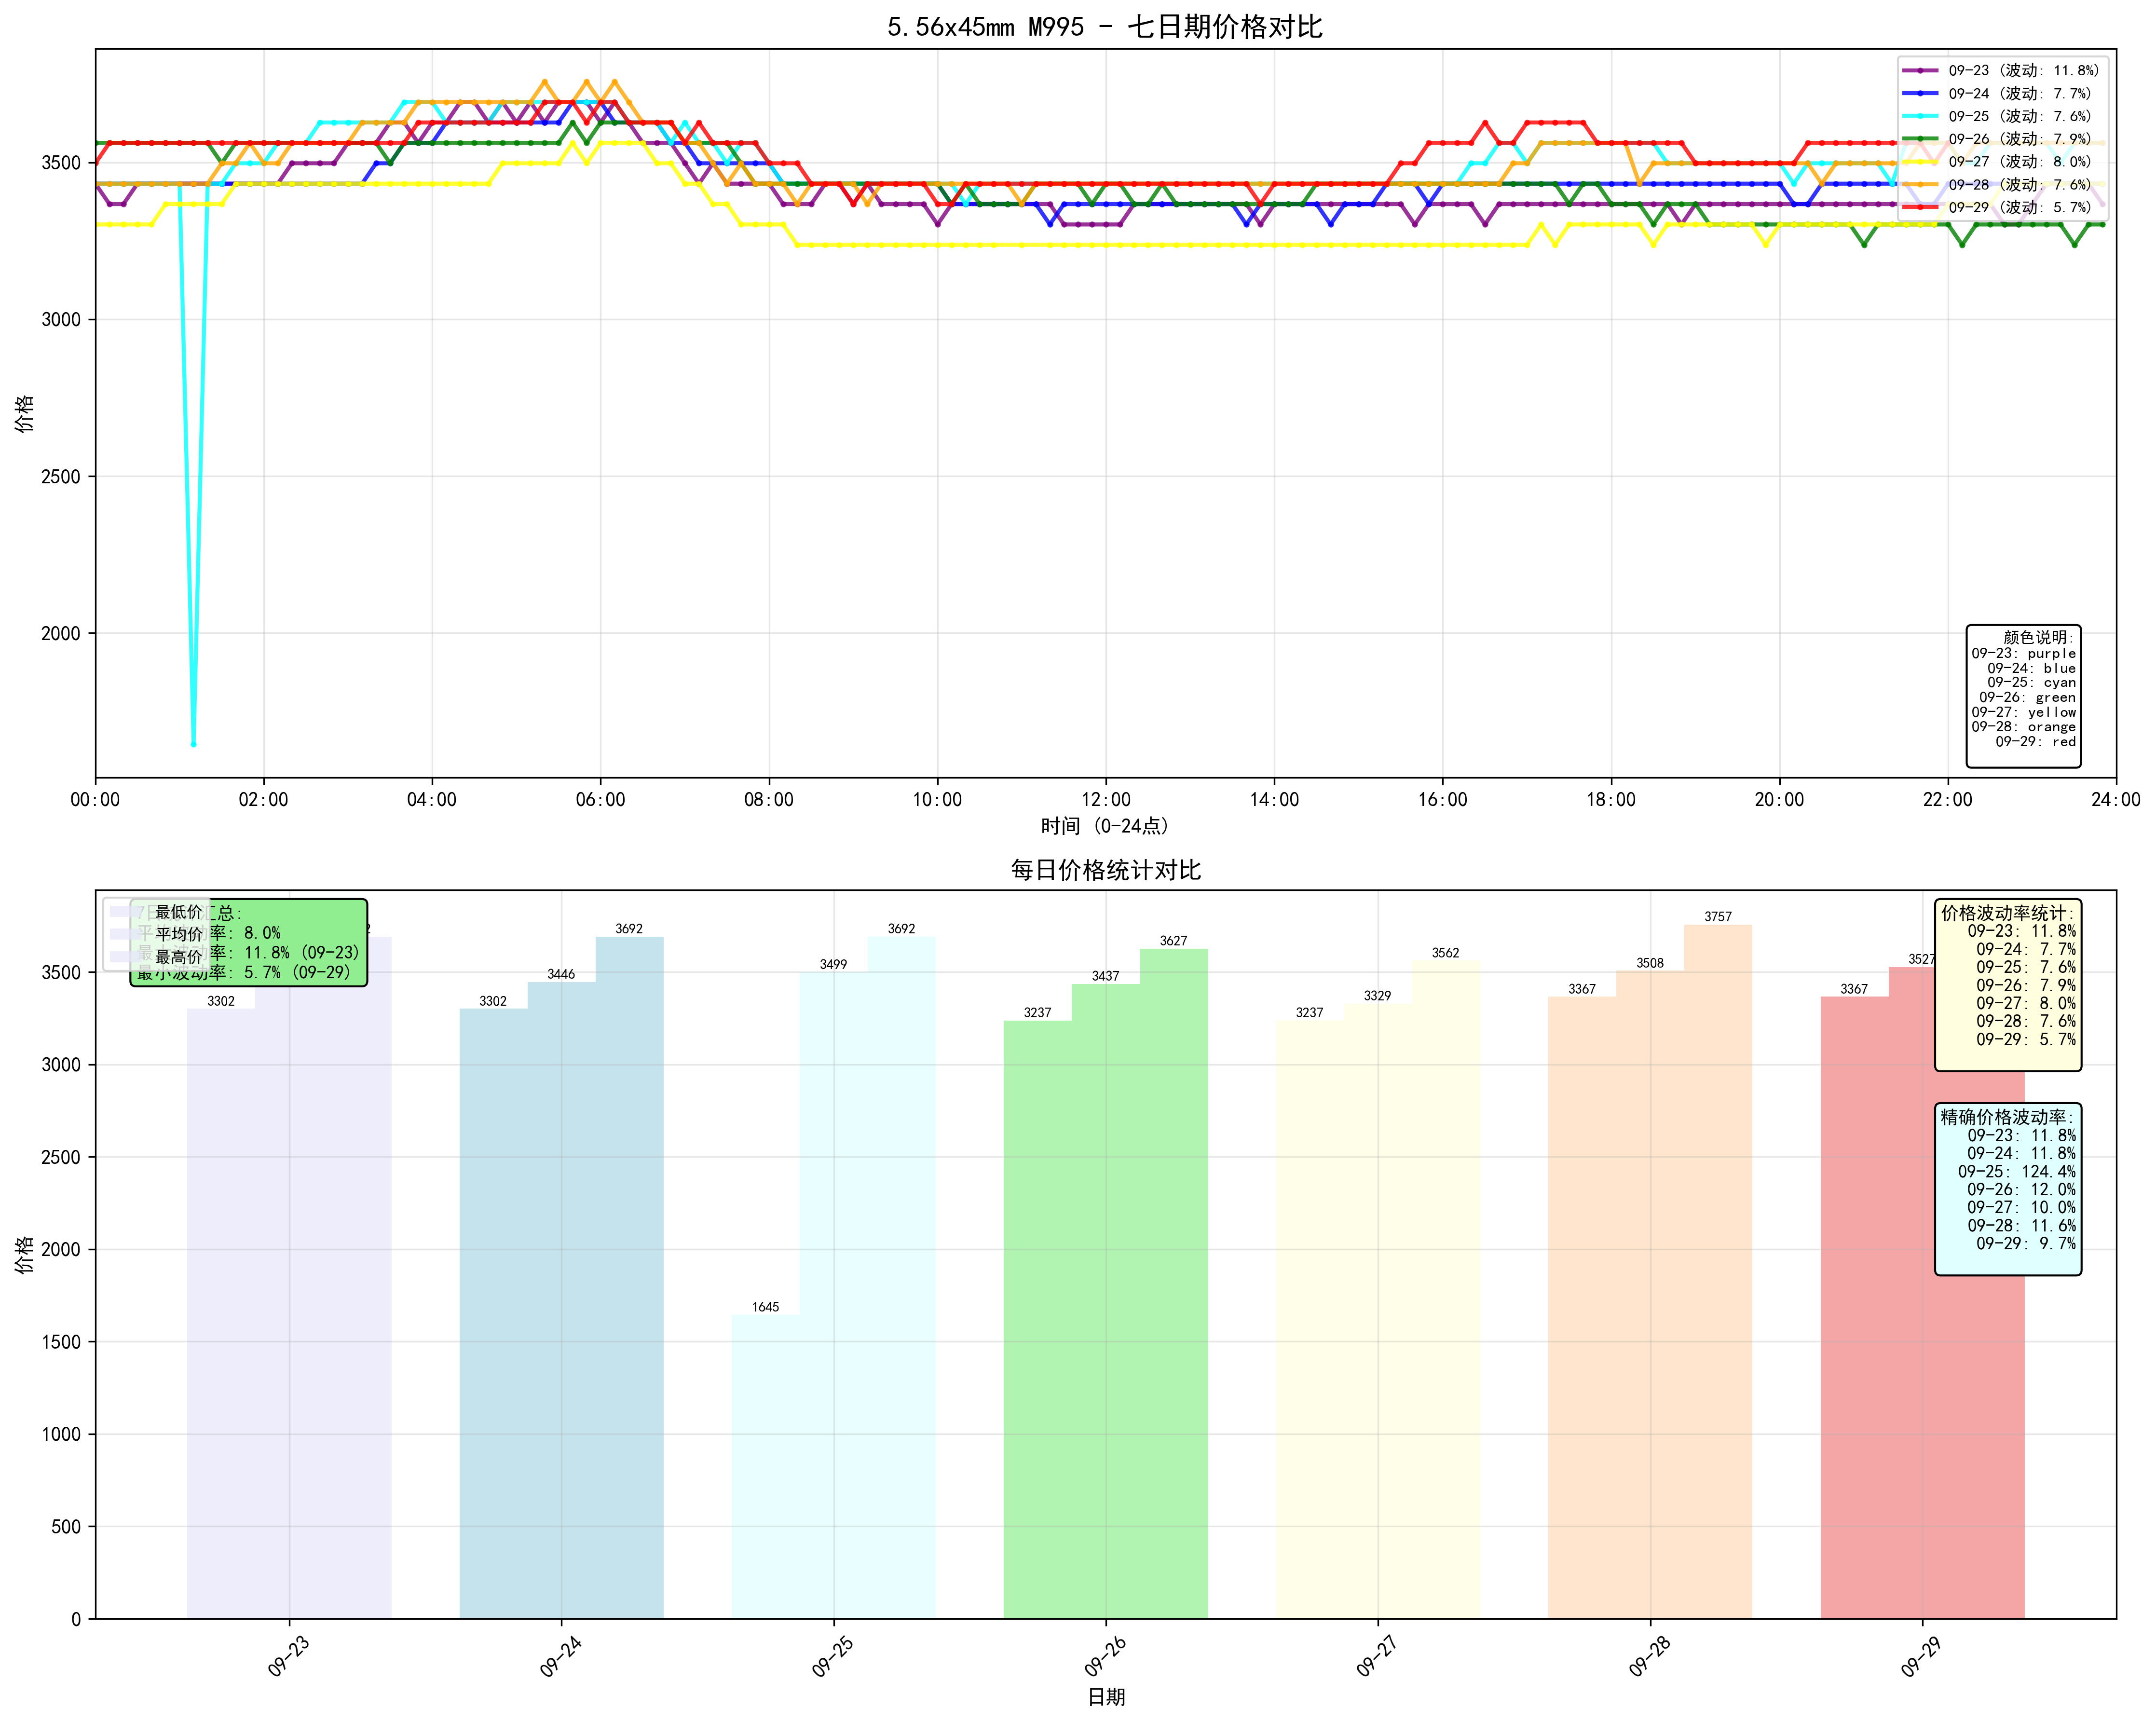 5.56x45mm M995 - 七日期价格对比
09-23 (波动: 11.8%)
09-24 (波动: 7.7%)
09-25 (波动: 7.6%)
09-26 (波动: 7.9%)
09-27 (波动: 8.0%)
09-28 (波动: 7.6%)
09-29 (波动: 5.7%)
价格
3500
3000
2500
2000
颜色说明:
09-23: purple
09-24: blue
09-25: cyan
09-26: green
09-27: yellow
09-28: orange
09-29: red
00:00 02:00 04:00 06:00 08:00 10:00 12:00 14:00 16:00 18:00 20:00 22:00 24:00
时间 (0-24点)
每日价格统计对比
最低价
平均价
最高价
汇总:
率: 8.0%
率: 11.8% (09-23)
最小波动率: 5.7% (09-29)
价格波动率统计:
09-23: 11.8%
09-24: 7.7%
09-25: 7.6%
09-26: 7.9%
09-27: 8.0%
09-28: 7.6%
09-29: 5.7%
精确价格波动率:
09-23: 11.8%
09-24: 11.8%
09-25: 124.4%
09-26: 12.0%
09-27: 10.0%
09-28: 11.6%
09-29: 9.7%
3302
3302 3446 3692
1645 3499 3692
3237 3437 3627
3237 3329 3562
3367 3508 3757
3367 3527
价格
3500
3000
2500
2000
1500
1000
500
0
09-23 09-24 09-25 09-26 09-27 09-28 09-29
日期